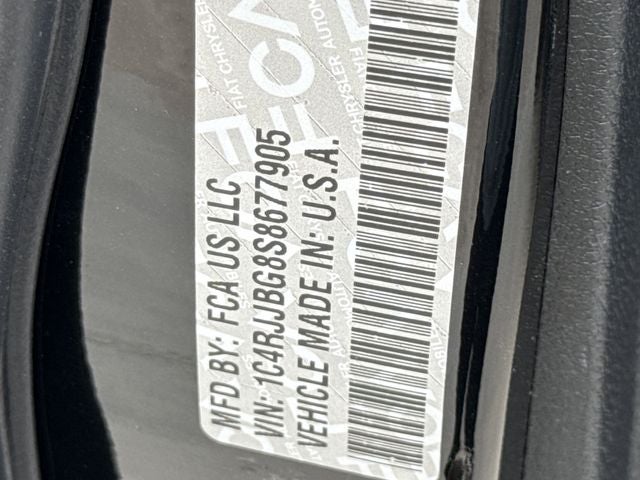 MFD BY: FCA US LLC
VIN: 1C4RJJBG8S8677905
VEHICLE MADE IN: U.S.A.